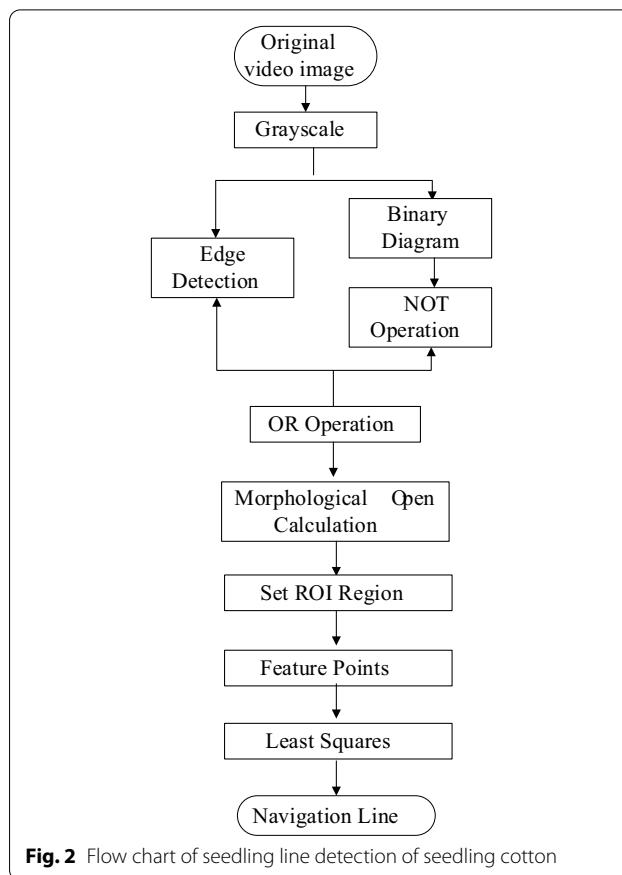 Original
video image
Grayscale
Binary
Diagram
Edge
Detection
NOT
Operation
OR Operation
Morphological Open
Calculation
Set ROI Region
Feature Points
Least Squares
Navigation Line
Fig. 2 Flow chart of seedling line detection of seedling cotton